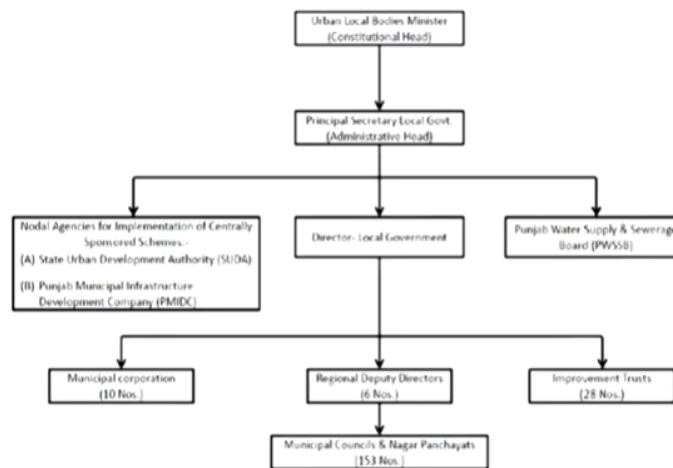 Urban Local Bodies Minister
(Constitutional Head)
Principal Secretary Local Govt.
(Administrative Head)
Nodal Agencies for Implementation of Centrally
Sponsored Schemes:-
(A) State Urban Development Authority (SUDA)
(B) Punjab Municipal Infrastructure
Development Company (PMIDC)
Director- Local Government
Punjab Water Supply & Sewerage
Board (PWSSB)
Municipal corporation
(10 Nos.)
Regional Deputy Directors
(6 Nos.)
Improvement Trusts
(28 Nos.)
Municipal Councils & Nagar Panchayats
(153 Nos.)